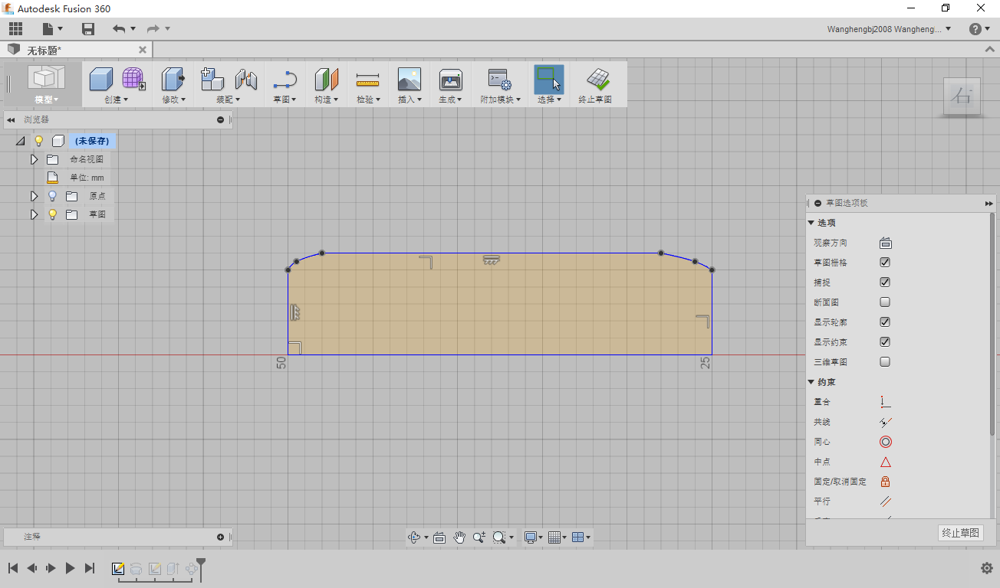 Autodesk Fusion 360
Wanghengbj2008 Wanghengl...
无标题*
模型
创建
修改
装配
草图
构造
检验
插入
生成
附加模块
选择
终止草图
右
浏览器
(未保存)
命名视图
单位: mm
原点
草图
50
25
草图选项板
选项
观察方向
草图栅格
捕捉
断面图
显示轮廓
显示约束
三维草图
约束
重合
共线
同心
中点
固定/取消固定
平行
终止草图
注释